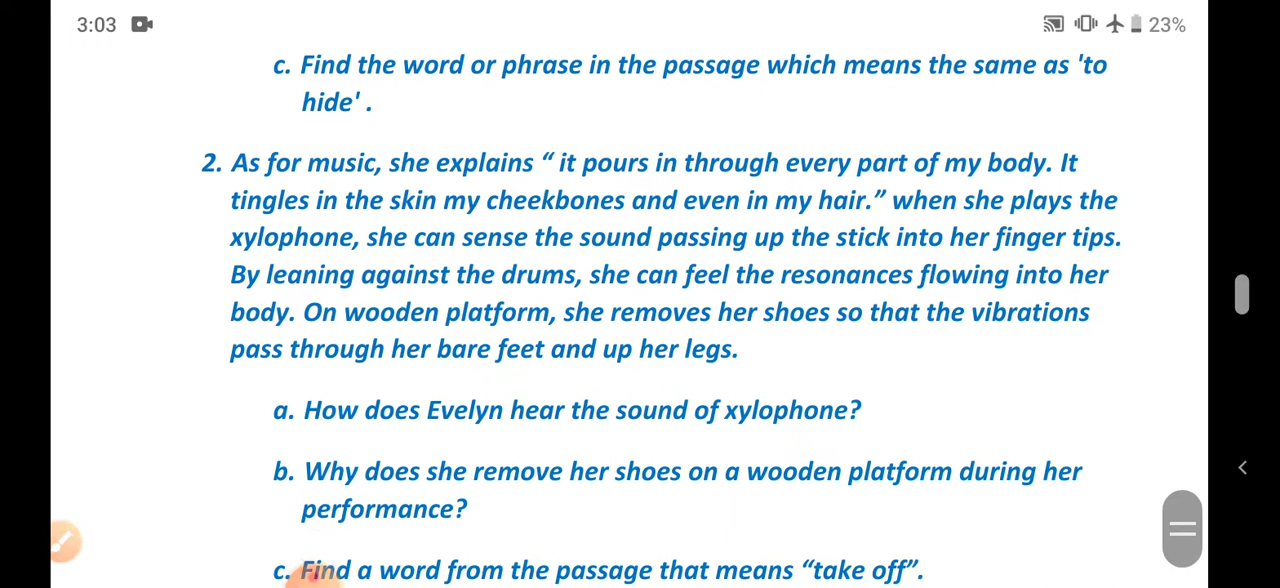 3:03
23%
c. Find the word or phrase in the passage which means the same as 'to
hide' .
2. As for music, she explains “ it pours in through every part of my body. It
tingles in the skin my cheekbones and even in my hair.” when she plays the
xylophone, she can sense the sound passing up the stick into her finger tips.
By leaning against the drums, she can feel the resonances flowing into her
body. On wooden platform, she removes her shoes so that the vibrations
pass through her bare feet and up her legs.
a. How does Evelyn hear the sound of xylophone?
b. Why does she remove her shoes on a wooden platform during her
performance?
c. Find a word from the passage that means “take off”.